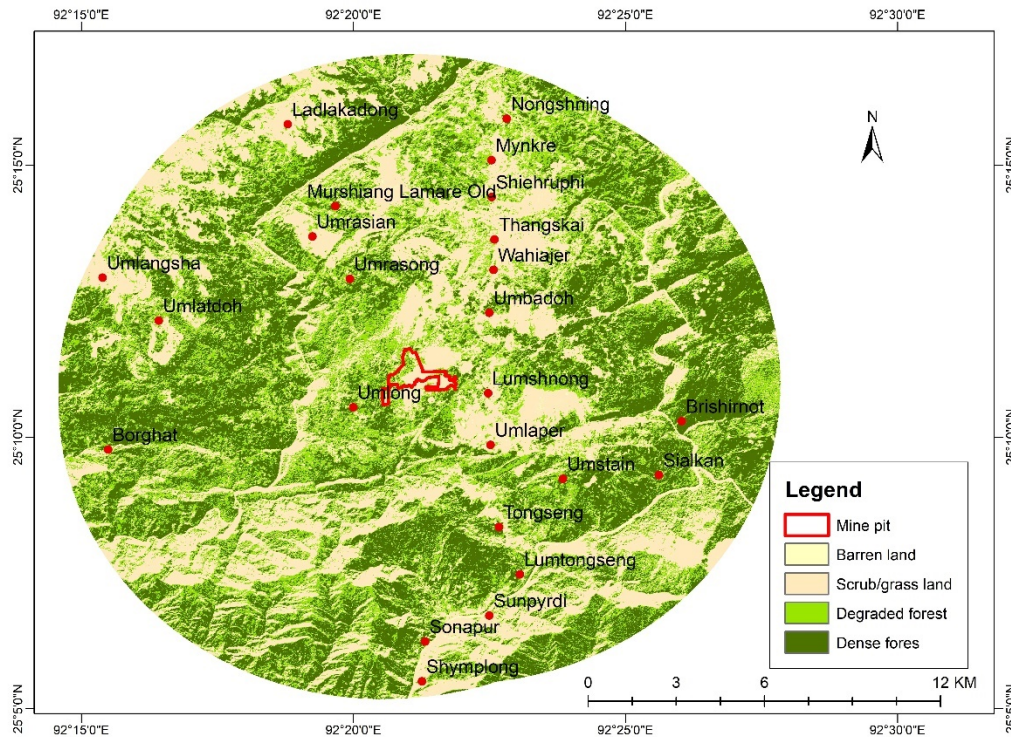 92°15'0"E 92°20'0"E 92°25'0"E 92°30'0"E
Ladlakadong
Nongshning
N
Mynkre
25°15'0"N 25°15'0"N
Shiehruphi
Murshiang Lamare Old
Umrasian
Thangskai
Wahiajer
Umlangsha
Umrasong
Umlatdoh
Umbadoh
Lumshnong
Umlong
Brishirnot
25°10'0"N 25°10'0"N
Borghat
Umlaper
Umstain
Sialkan
Tongseng
Lumtongseng
Sunpyrdi
Sonapur
Shymplong
Legend
Mine pit
Barren land
Scrub/grass land
Degraded forest
Dense fores
0 3 6 12 KM
25°5'0"N 25°5'0"N
92°15'0"E 92°20'0"E 92°25'0"E 92°30'0"E